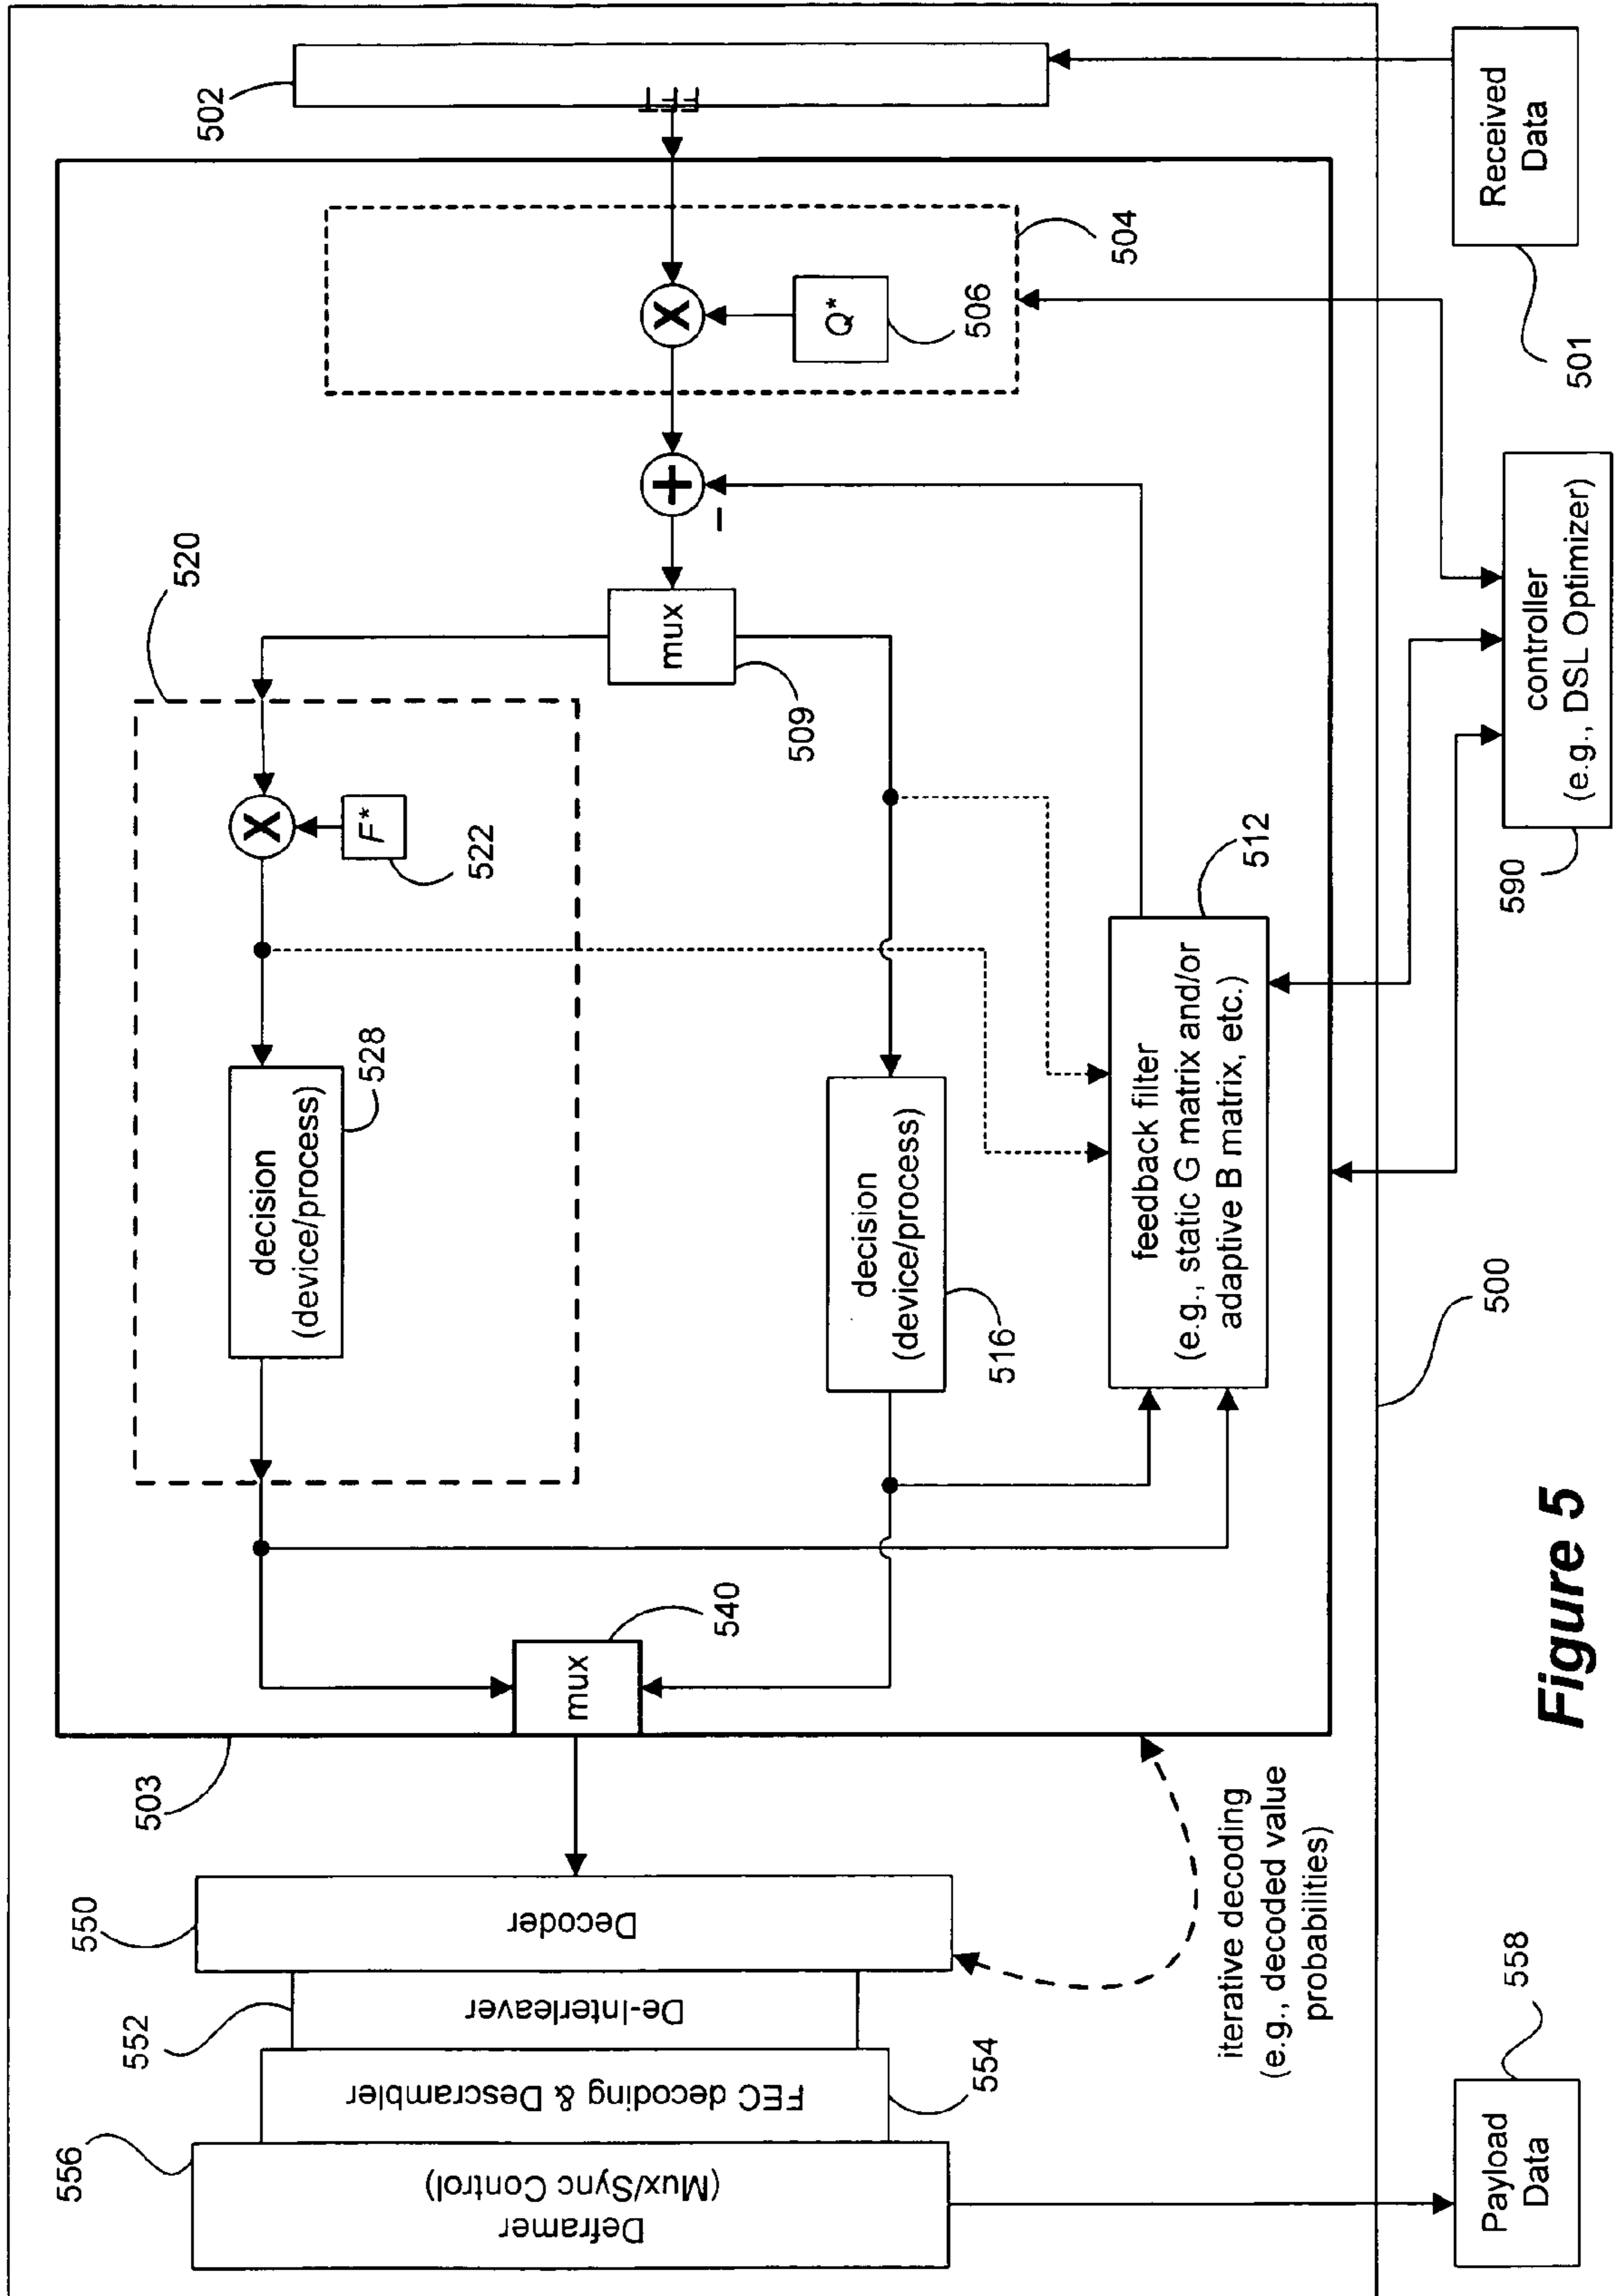 556
Deframer
(Mux/Sync Control)
554
FEC decoding & Descrambler
552
De-Interleaver
550
Decoder
558
Payload
Data
iterative decoding
(e.g., decoded value
probabilities)
503
540
mux
520
528
decision
(device/process)
X
F*
522
516
decision
(device/process)
mux
509
512
feedback filter
(e.g., static G matrix and/or
adaptive B matrix, etc.)
+
–
X
Q*
506
504
502
FFT
500
590
controller
(e.g., DSL Optimizer)
501
Received
Data
Figure 5